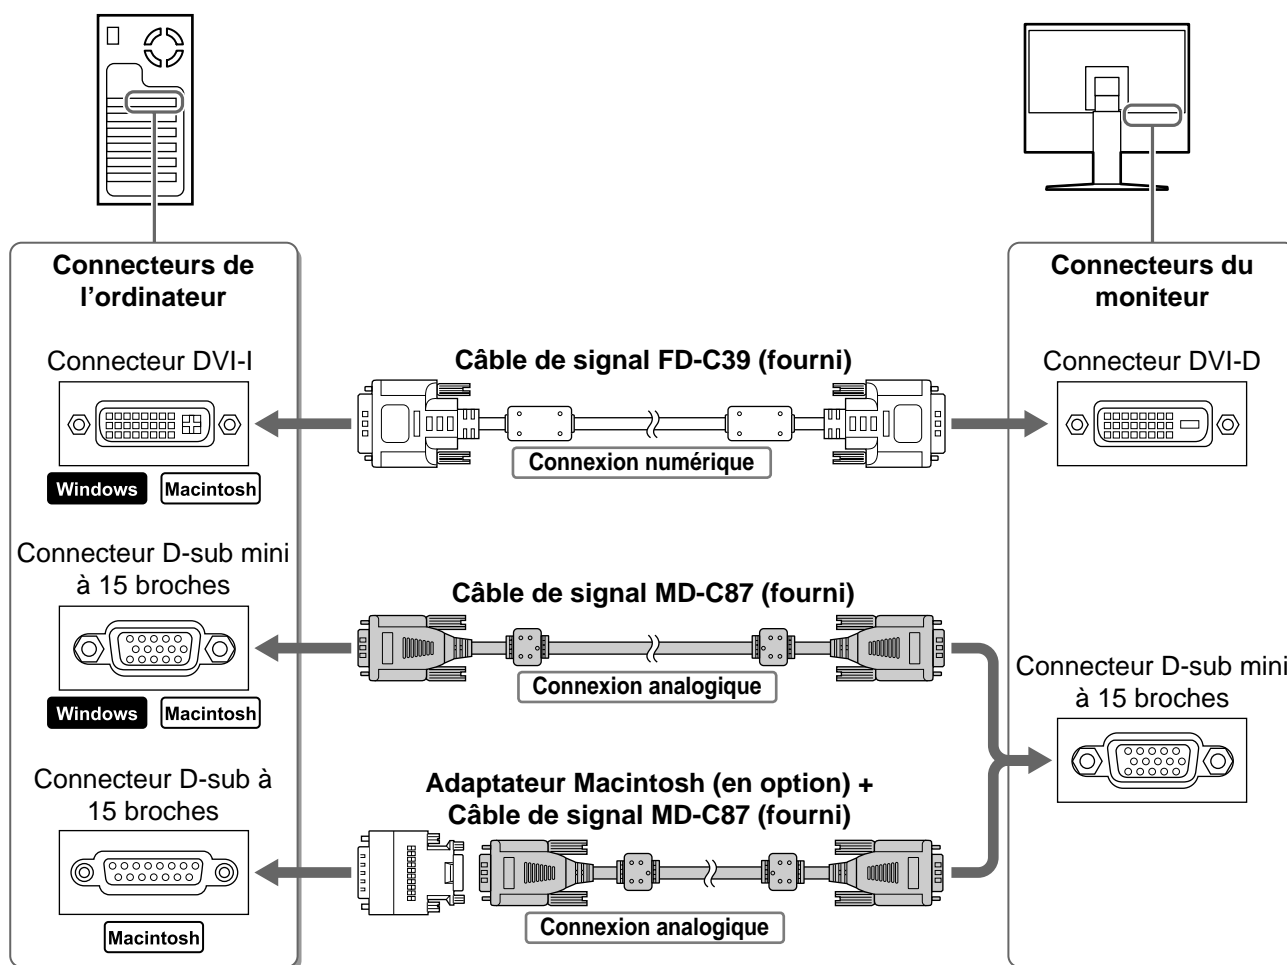 Connecteurs de
l’ordinateur
Connecteurs du
moniteur
Connecteur DVI-I
Câble de signal FD-C39 (fourni)
Connecteur DVI-D
Connexion numérique
Windows
Macintosh
Connecteur D-sub mini
à 15 broches
Câble de signal MD-C87 (fourni)
Connexion analogique
Windows
Macintosh
Connecteur D-sub mini
à 15 broches
Connecteur D-sub à
15 broches
Adaptateur Macintosh (en option) +
Câble de signal MD-C87 (fourni)
Connexion analogique
Macintosh